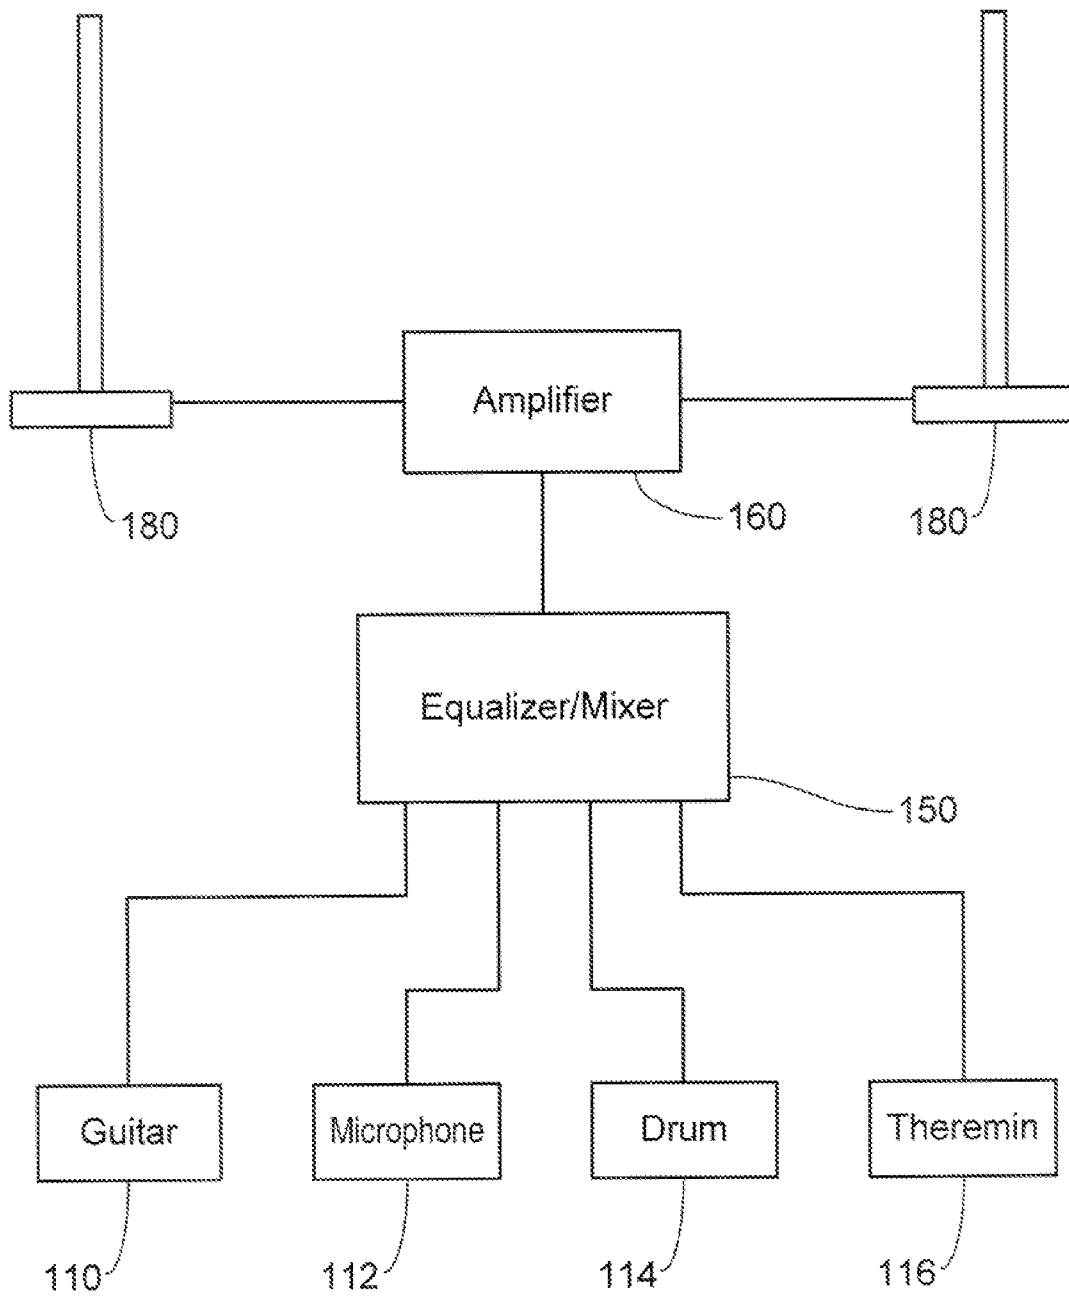 Amplifier
180
160
180
Equalizer/Mixer
150
Guitar
Microphone
Drum
Theremin
110
112
114
116